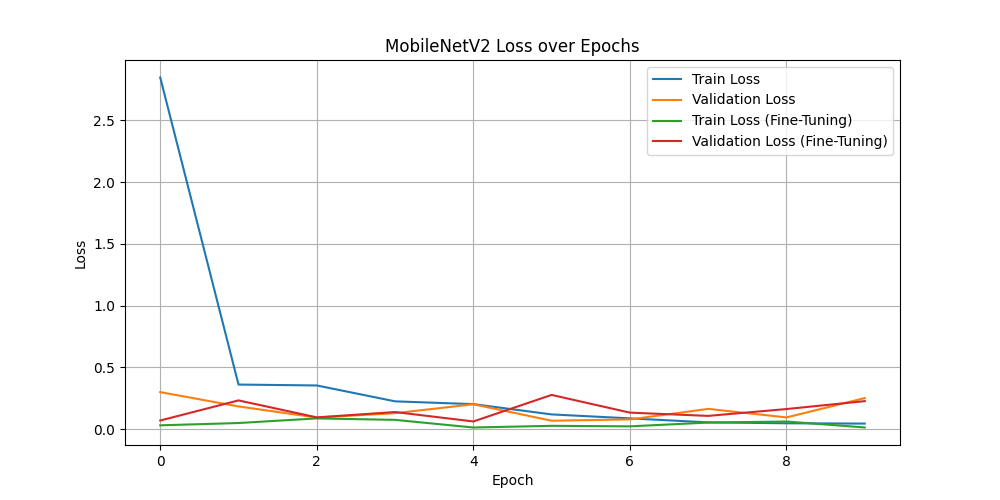 MobileNetV2 Loss over Epochs
Train Loss
Validation Loss
Train Loss (Fine-Tuning)
Validation Loss (Fine-Tuning)
2.5
2.0
1.5
1.0
0.5
0.0
Loss
0 2 4 6 8
Epoch